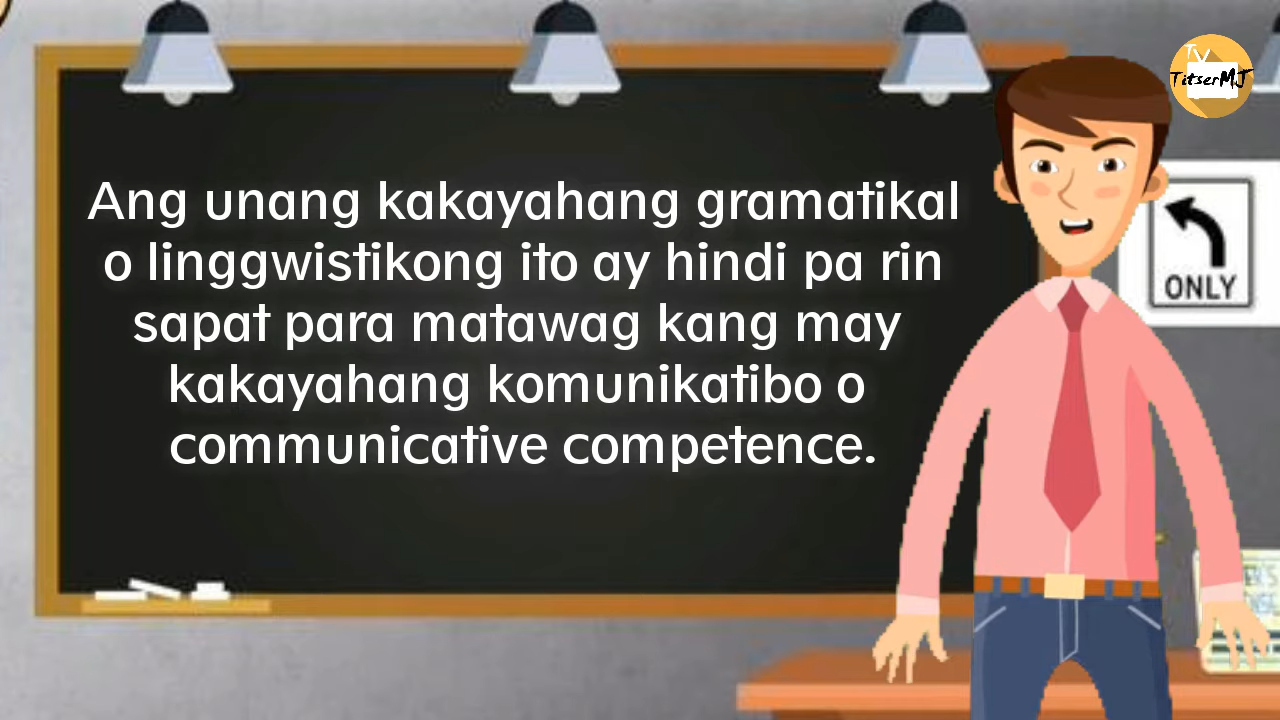 Ang unang kakayahang gramatikal
o linggwistikong ito ay hindi pa rin
sapat para matawag kang may
kakayahang komunikatibo o
communicative competence.
TV
TitserMJ
ONLY